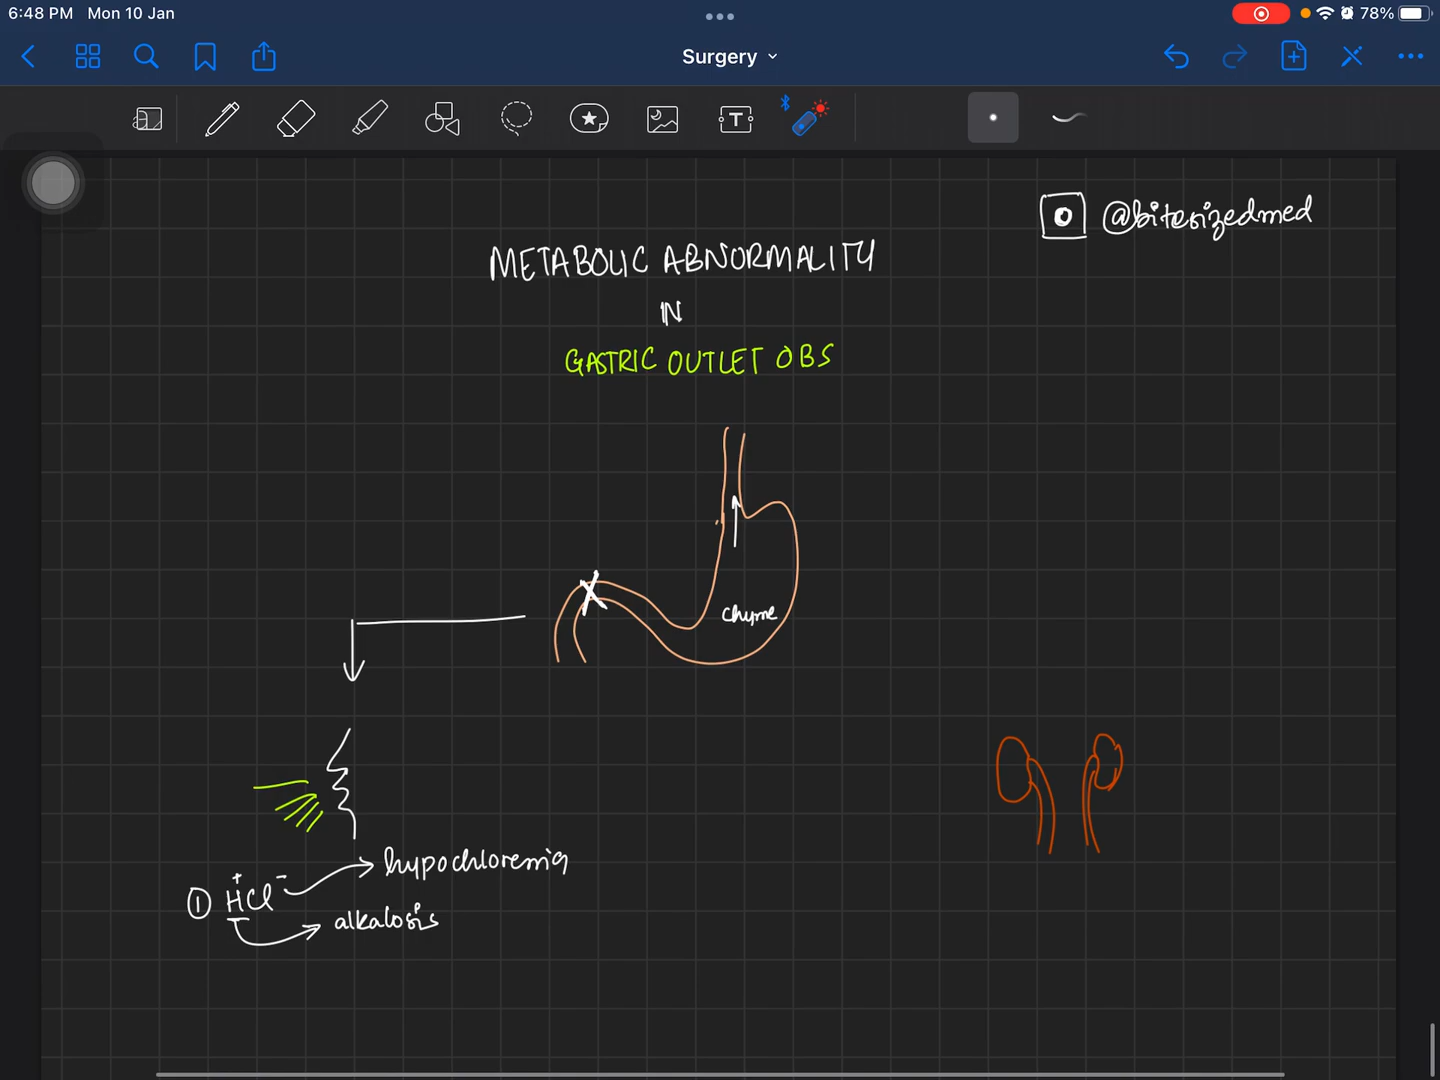 6:48 PM Mon 10 Jan
78%
Surgery
T
@bitesizedmed
METABOLIC ABNORMALITY
IN
GASTRIC OUTLET OBS
X
chyme
hypochloremia
① H⁺Cl⁻
alkalosis